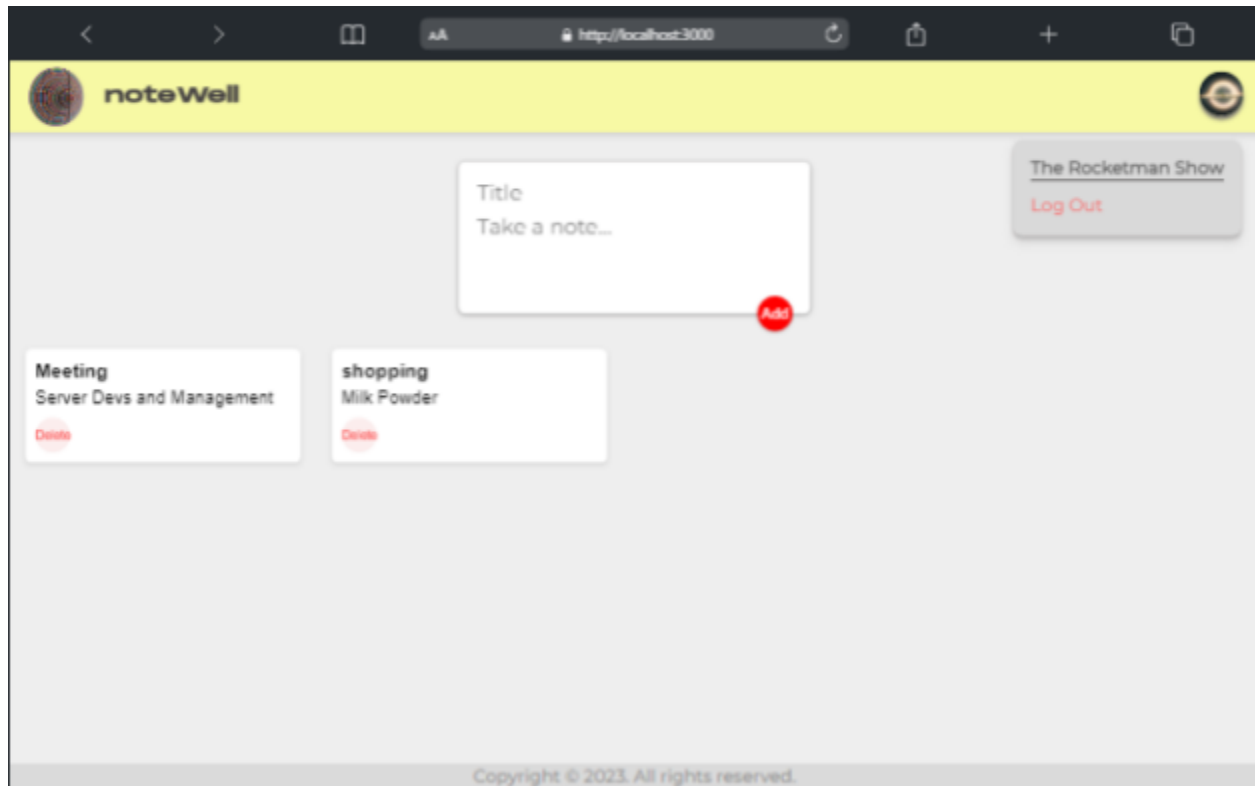 AA http://localhost:3000
noteWell
The Rocketman Show
Log Out
Title
Take a note...
Add
Meeting
Server Devs and Management
Delete
shopping
Milk Powder
Delete
Copyright © 2023. All rights reserved.